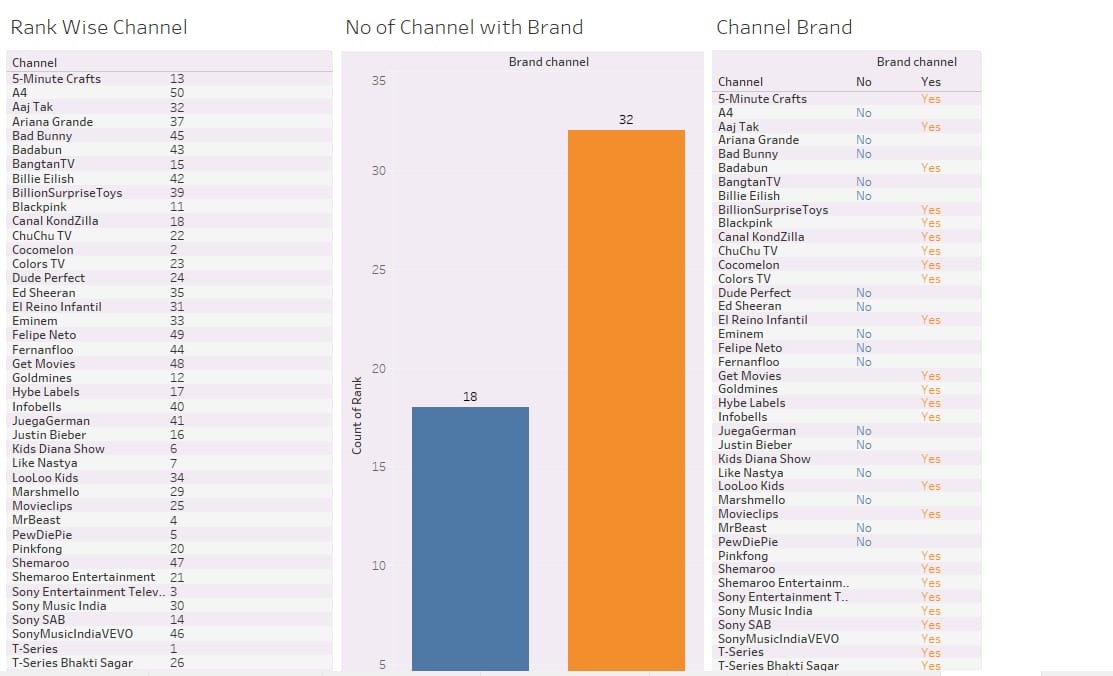 Rank Wise Channel
Channel
5-Minute Crafts 13
A4 50
Aaj Tak 32
Ariana Grande 37
Bad Bunny 45
Badabun 43
BangtanTV 15
Billie Eilish 42
BillionSurpriseToys 39
Blackpink 11
Canal KondZilla 18
ChuChu TV 22
Cocomelon 2
Colors TV 23
Dude Perfect 24
Ed Sheeran 35
El Reino Infantil 31
Eminem 33
Felipe Neto 49
Fernanfloo 44
Get Movies 48
Goldmines 12
Hybe Labels 17
Infobells 40
JuegaGerman 41
Justin Bieber 16
Kids Diana Show 6
Like Nastya 7
LooLoo Kids 34
Marshmello 29
Movieclips 25
MrBeast 4
PewDiePie 5
Pinkfong 20
Shemaroo 47
Shemaroo Entertainment 21
Sony Entertainment Telev.. 3
Sony Music India 30
Sony SAB 14
SonyMusicIndiaVEVO 46
T-Series 1
T-Series Bhakti Sagar 26
No of Channel with Brand
Brand channel
35
30
25
20
15
10
5
Count of Rank
18
32
Channel Brand
Brand channel
Channel No Yes
5-Minute Crafts Yes
A4 No
Aaj Tak Yes
Ariana Grande No
Bad Bunny No
Badabun Yes
BangtanTV No
Billie Eilish No
BillionSurpriseToys Yes
Blackpink Yes
Canal KondZilla Yes
ChuChu TV Yes
Cocomelon Yes
Colors TV Yes
Dude Perfect No
Ed Sheeran No
El Reino Infantil Yes
Eminem No
Felipe Neto No
Fernanfloo No
Get Movies Yes
Goldmines Yes
Hybe Labels Yes
Infobells Yes
JuegaGerman No
Justin Bieber No
Kids Diana Show Yes
Like Nastya No
LooLoo Kids Yes
Marshmello No
Movieclips Yes
MrBeast No
PewDiePie No
Pinkfong Yes
Shemaroo Yes
Shemaroo Entertainm.. Yes
Sony Entertainment T.. Yes
Sony Music India Yes
Sony SAB Yes
SonyMusicIndiaVEVO Yes
T-Series Yes
T-Series Bhakti Sagar Yes